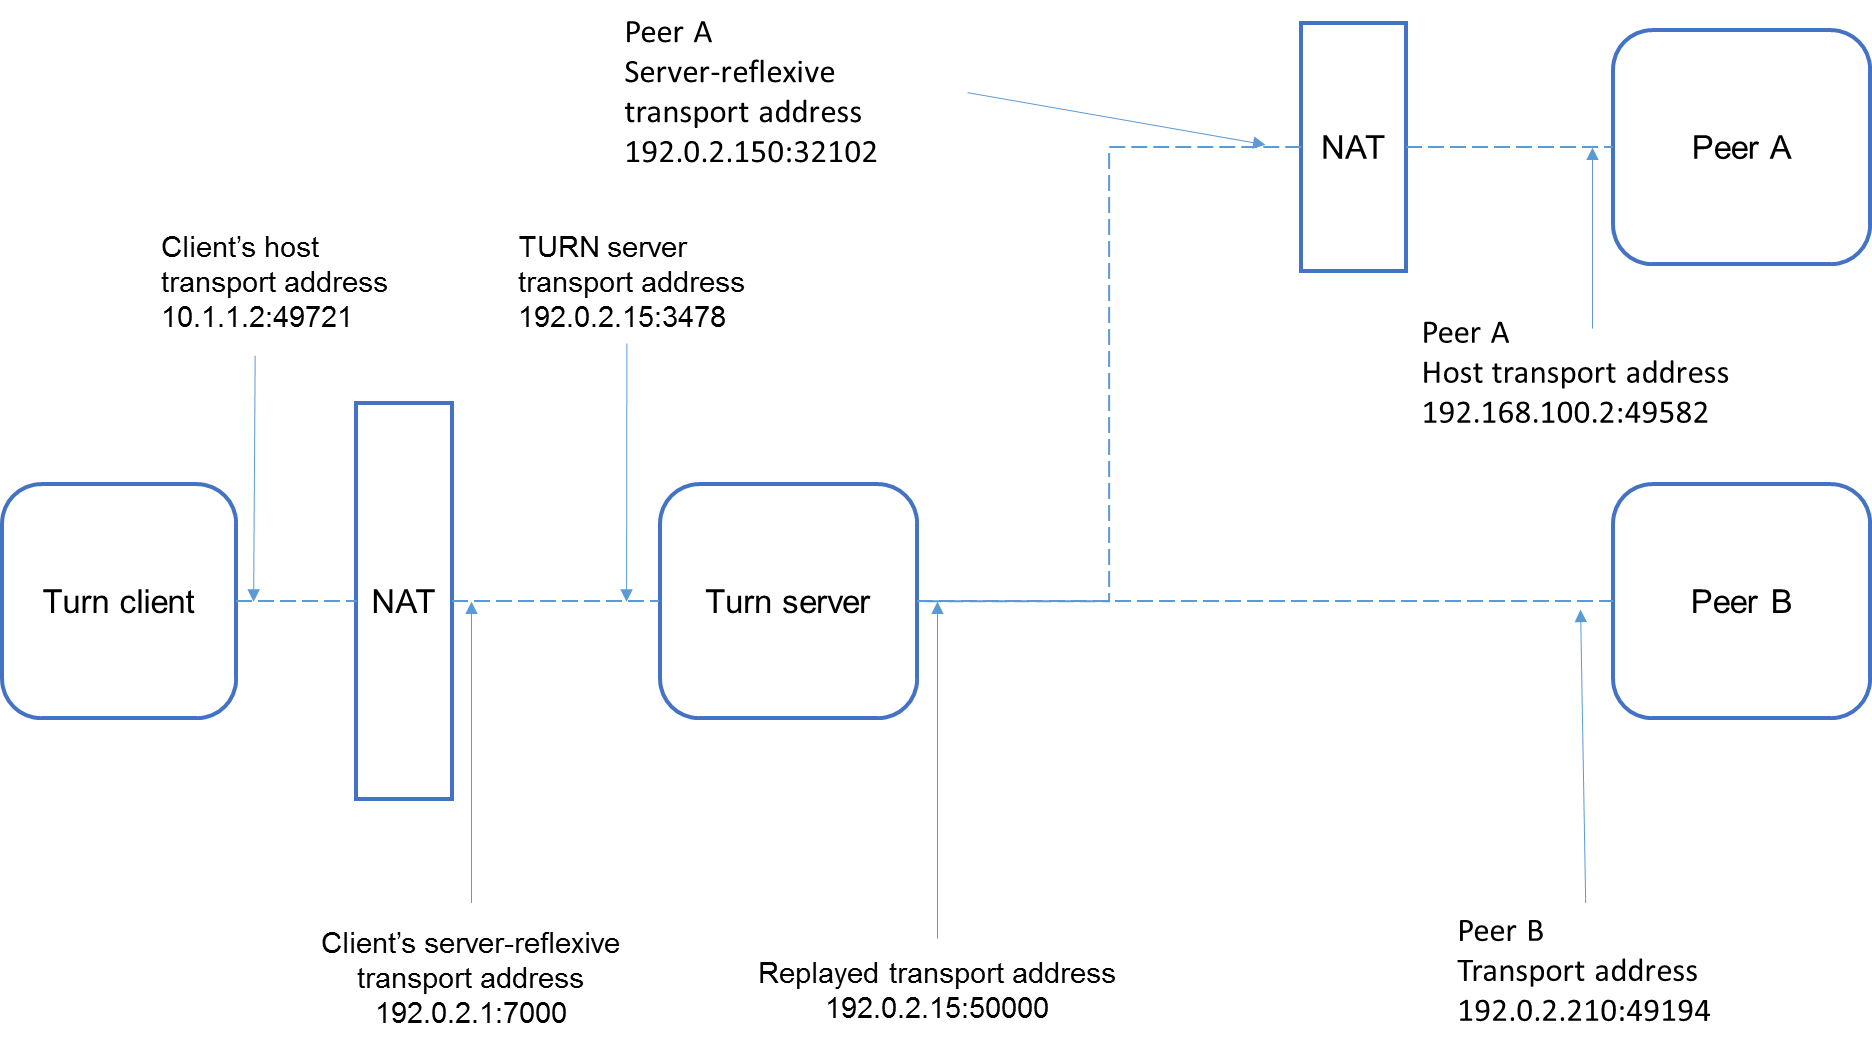 Peer A
Server-reflexive
transport address
192.0.2.150:32102
NAT
Peer A
Client’s host
transport address
10.1.1.2:49721
TURN server
transport address
192.0.2.15:3478
Peer A
Host transport address
192.168.100.2:49582
Turn client
NAT
Turn server
Peer B
Client’s server-reflexive
transport address
192.0.2.1:7000
Replayed transport address
192.0.2.15:50000
Peer B
Transport address
192.0.2.210:49194